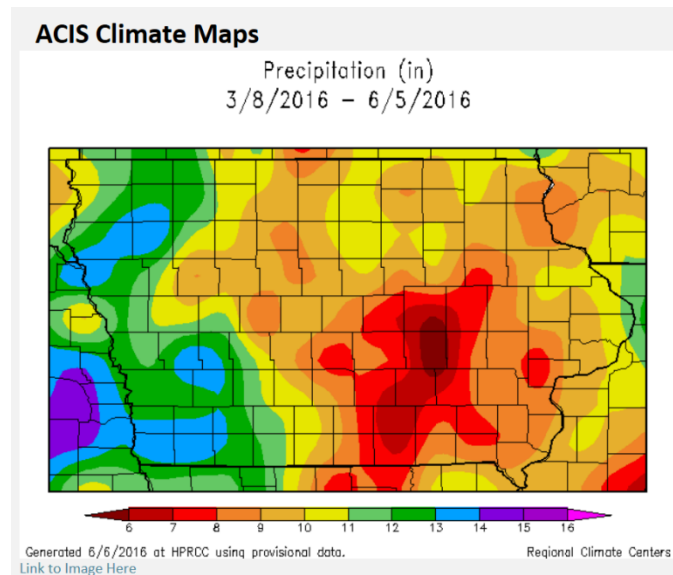 ACIS Climate Maps
Precipitation (in)
3/8/2016 – 6/5/2016
6 7 8 9 10 11 12 13 14 15 16
Generated 6/6/2016 at HPRCC using provisional data.
Regional Climate Centers
Link to Image Here